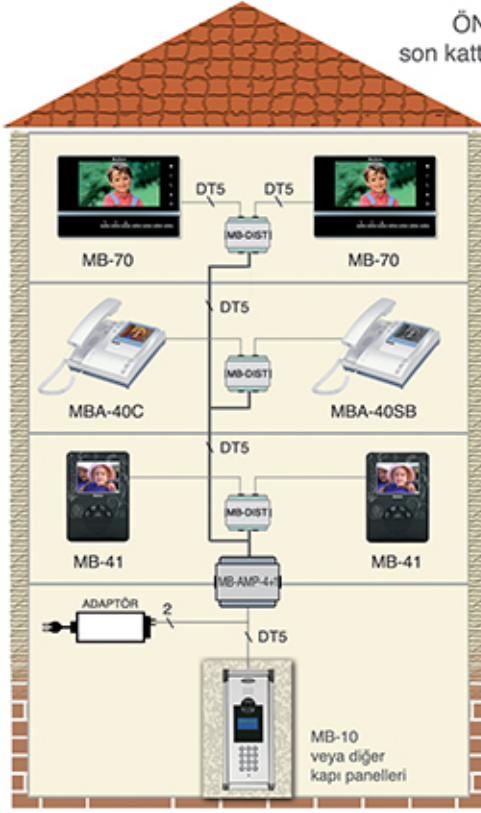 ÖN
son katt
DT5 DT5
MB-DIST
MB-70 MB-70
DT5
MB-DIST
MBA-40C MBA-40SB
DT5
MB-DIST
MB-41 MB-41
MB-AMP-4+1
ADAPTÖR
2
DT5
MB-10
veya diğer
kapı panelleri